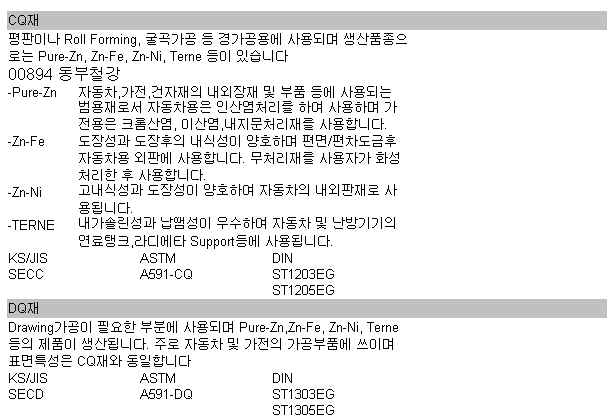 CQ재
평판이나 Roll Forming, 굴곡가공 등 경가공용에 사용되며 생산품종으
로는 Pure-Zn, Zn-Fe, Zn-Ni, Terne 등이 있습니다
00894 동부철강
-Pure-Zn 자동차,가전,건자재의 내외장재 및 부품 등에 사용되는
범용재로서 자동차용은 인산염처리를 하여 사용하며 가
전용은 크롬산염, 이산염,내지문처리재를 사용합니다.
-Zn-Fe 도장성과 도장후의 내식성이 양호하며 편면/편차도금후
자동차용 외판에 사용합니다. 무처리재를 사용자가 화성
처리한 후 사용합니다.
-Zn-Ni 고내식성과 도장성이 양호하며 자동차의 내외판재로 사
용됩니다.
-TERNE 내가솔린성과 납땜성이 우수하며 자동차 및 난방기기의
연료탱크,라디에타 Support등에 사용됩니다.
KS/JIS ASTM DIN
SECC A591-CQ ST1203EG
ST1205EG
DQ재
Drawing가공이 필요한 부분에 사용되며 Pure-Zn,Zn-Fe, Zn-Ni, Terne
등의 제품이 생산됩니다. 주로 자동차 및 가전의 가공부품에 쓰이며
표면특성은 CQ재와 동일합니다
KS/JIS ASTM DIN
SECD A591-DQ ST1303EG
ST1305EG